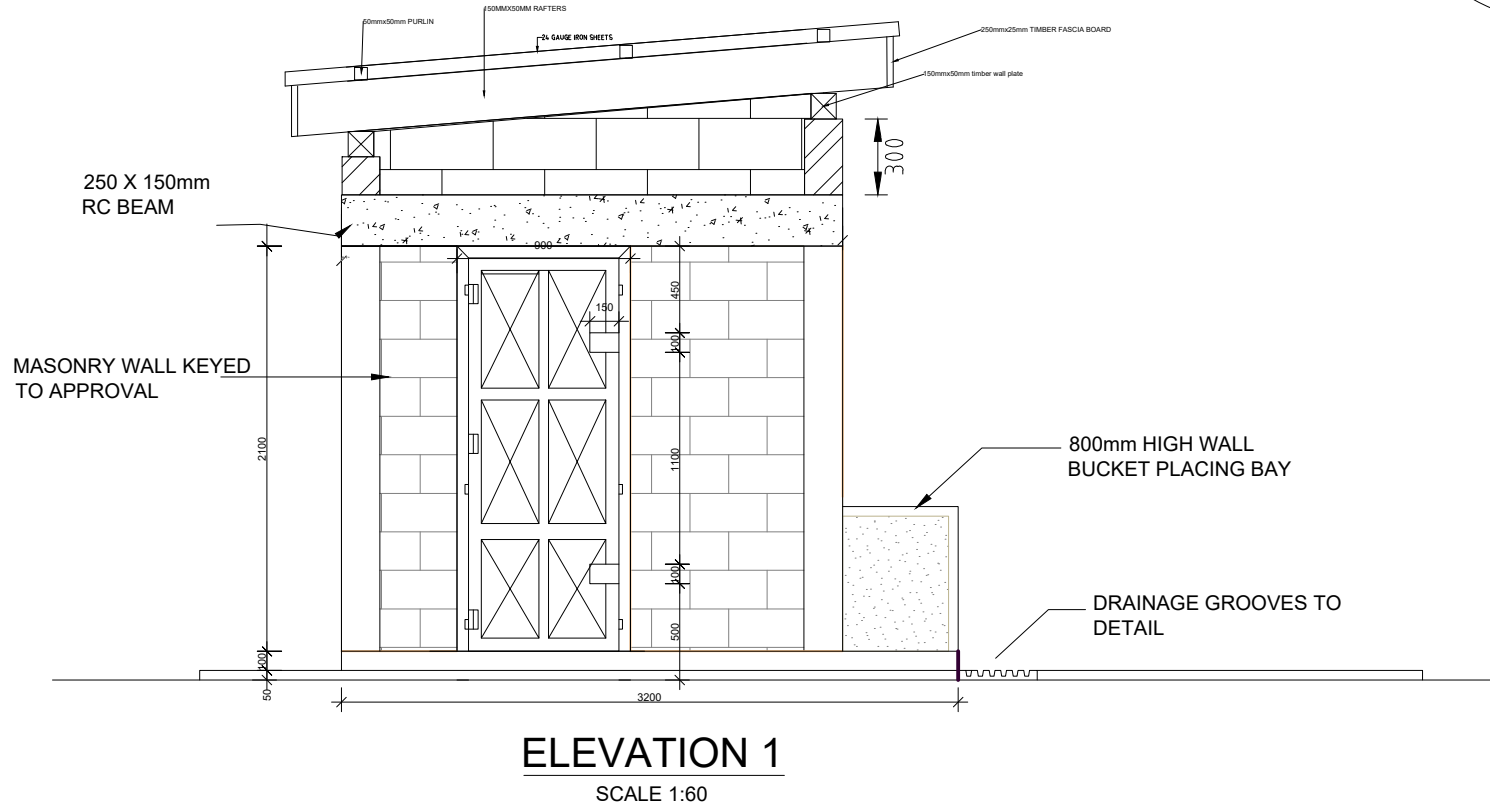 50mmx50mm PURLIN
150MMX50MM RAFTERS
24 GAUGE IRON SHEETS
250mmx25mm TIMBER FASCIA BOARD
150mmx50mm timber wall plate
300
250 X 150mm
RC BEAM
900
450
150
100
MASONRY WALL KEYED
TO APPROVAL
2100
1100
800mm HIGH WALL
BUCKET PLACING BAY
100
500
DRAINAGE GROOVES TO
DETAIL
100
50
3200
ELEVATION 1
SCALE 1:60